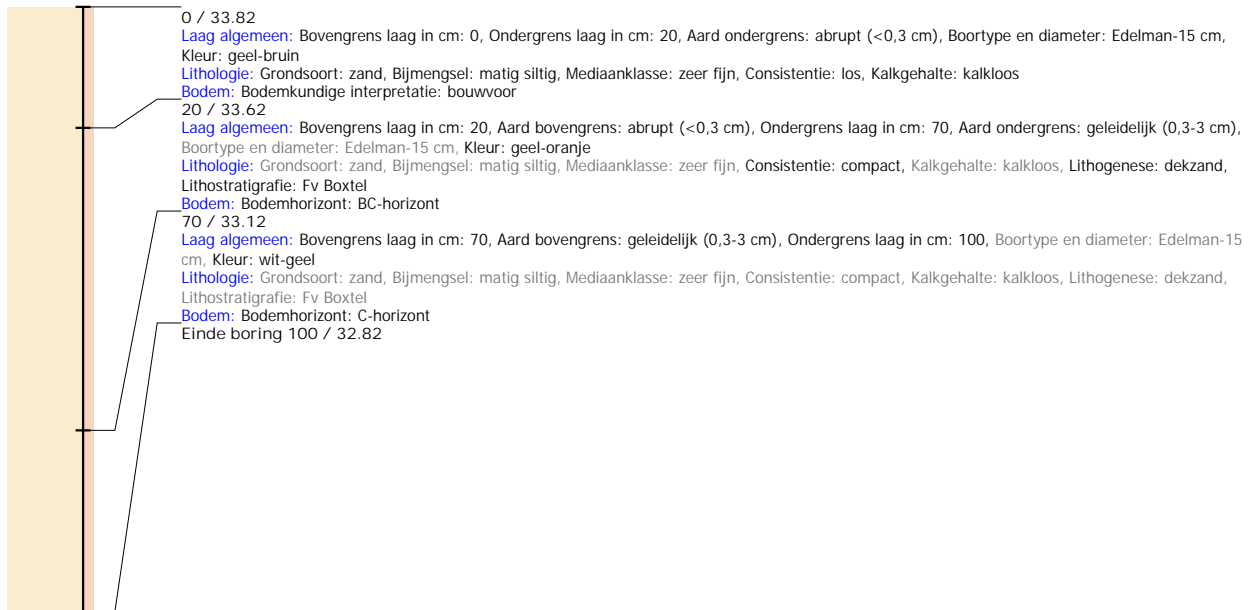 0 / 33.82
Laag algemeen: Bovengrens laag in cm: 0, Ondergrens laag in cm: 20, Aard ondergrens: abrupt (<0,3 cm), Boortype en diameter: Edelman-15 cm,
Kleur: geel-bruin
Lithologie: Grondsoort: zand, Bijmengsel: matig siltig, Mediaanklasse: zeer fijn, Consistentie: los, Kalkgehalte: kalkloos
Bodem: Bodemkundige interpretatie: bouwvoor
20 / 33.62
Laag algemeen: Bovengrens laag in cm: 20, Aard bovengrens: abrupt (<0,3 cm), Ondergrens laag in cm: 70, Aard ondergrens: geleidelijk (0,3-3 cm),
Boortype en diameter: Edelman-15 cm, Kleur: geel-oranje
Lithologie: Grondsoort: zand, Bijmengsel: matig siltig, Mediaanklasse: zeer fijn, Consistentie: compact, Kalkgehalte: kalkloos, Lithogenese: dekzand,
Lithostratigrafie: Fv Boxtel
Bodem: Bodemhorizont: BC-horizont
70 / 33.12
Laag algemeen: Bovengrens laag in cm: 70, Aard bovengrens: geleidelijk (0,3-3 cm), Ondergrens laag in cm: 100, Boortype en diameter: Edelman-15
cm, Kleur: wit-geel
Lithologie: Grondsoort: zand, Bijmengsel: matig siltig, Mediaanklasse: zeer fijn, Consistentie: compact, Kalkgehalte: kalkloos, Lithogenese: dekzand,
Lithostratigrafie: Fv Boxtel
Bodem: Bodemhorizont: C-horizont
Einde boring 100 / 32.82